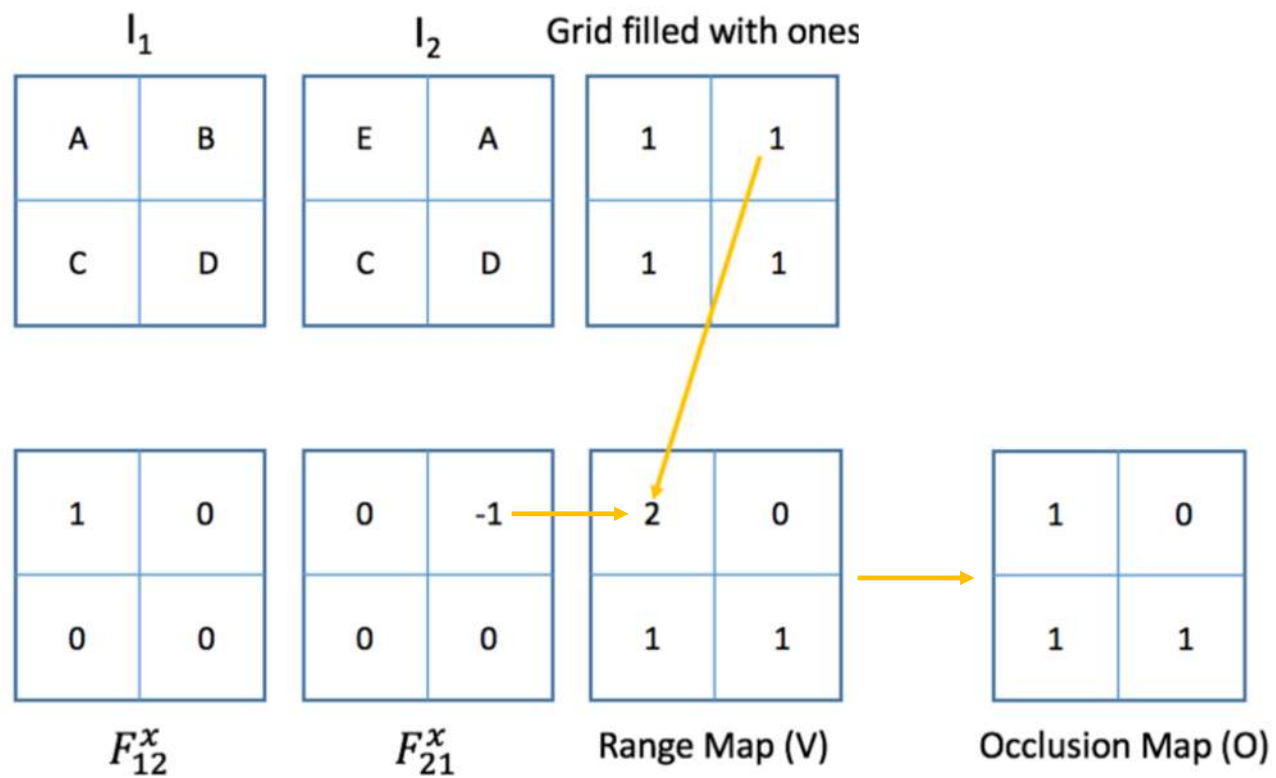 I₁ I₂ Grid filled with ones
A B E A 1 1
C D C D 1 1
1 0 0 -1 2 0 1 0
0 0 0 0 1 1 1 1
F₁₂ˣ F₂₁ˣ Range Map (V) Occlusion Map (O)